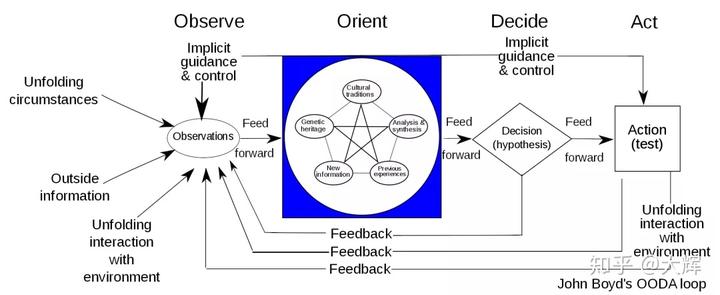 Observe
Orient
Decide
Act
Implicit
guidance
& control
Implicit
guidance
& control
Unfolding
circumstances
Observations
Outside
information
Unfolding
interaction
with
environment
Feed
forward
Cultural
traditions
Genetic
heritage
Analysis &
synthesis
New
information
Previous
experiences
Feed
forward
Decision
(hypothesis)
Feed
forward
Action
(test)
Unfolding
interaction
with
environment
Feedback
Feedback
Feedback
知乎 @大辉
John Boyd's OODA loop